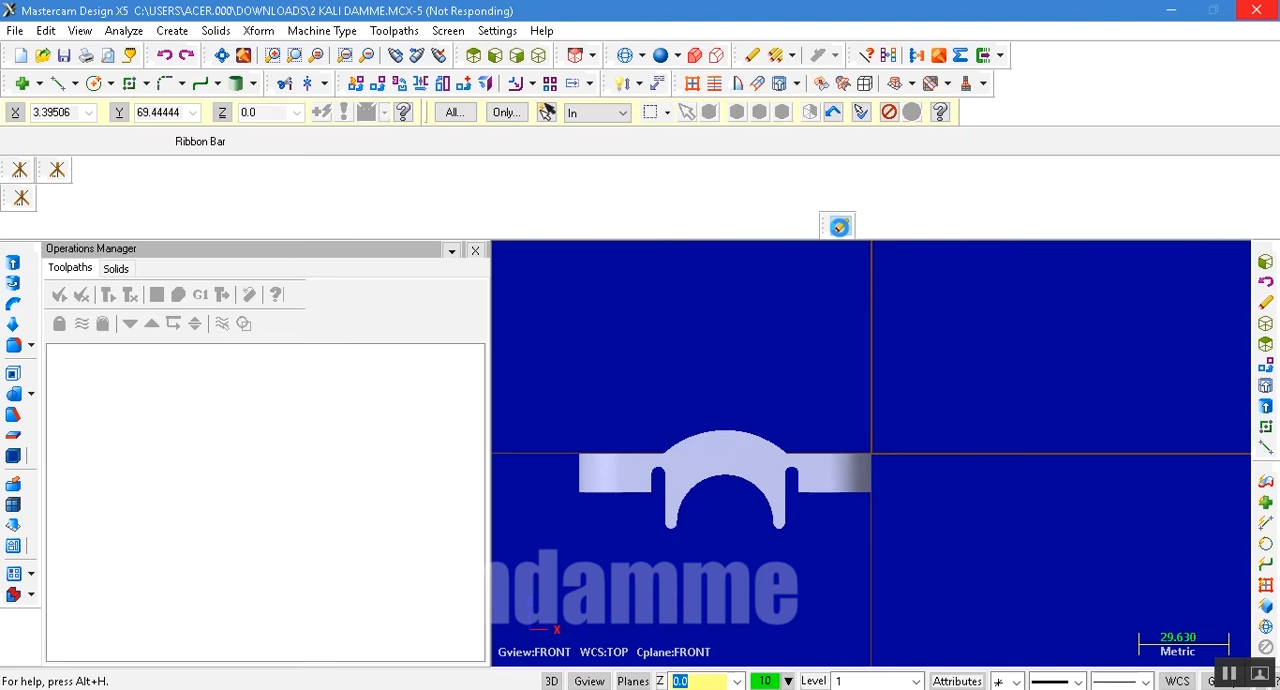 Mastercam Design X5 C:\USERS\ACER.000\DOWNLOADS\2 KALI DAMME.MCX-5 (Not Responding)
File Edit View Analyze Create Solids Xform Machine Type Toolpaths Screen Settings Help
X 3.39506 Y 69.44444 Z 0.0 All... Only... In
Ribbon Bar
Operations Manager
Toolpaths Solids
G1
ndamme
X
Gview:FRONT WCS:TOP Cplane:FRONT
29.630
Metric
For help, press Alt+H.
3D Gview Planes Z 0.0 10 Level 1 Attributes WCS